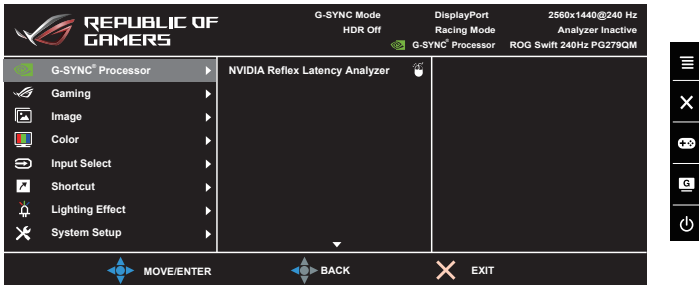 REPUBLIC OF
GAMERS
G-SYNC Mode
HDR Off
G-SYNC® Processor
DisplayPort
Racing Mode
2560x1440@240 Hz
Analyzer Inactive
ROG Swift 240Hz PG279QM
G-SYNC® Processor
Gaming
Image
Color
Input Select
Shortcut
Lighting Effect
System Setup
NVIDIA Reflex Latency Analyzer
MOVE/ENTER
BACK
EXIT
G